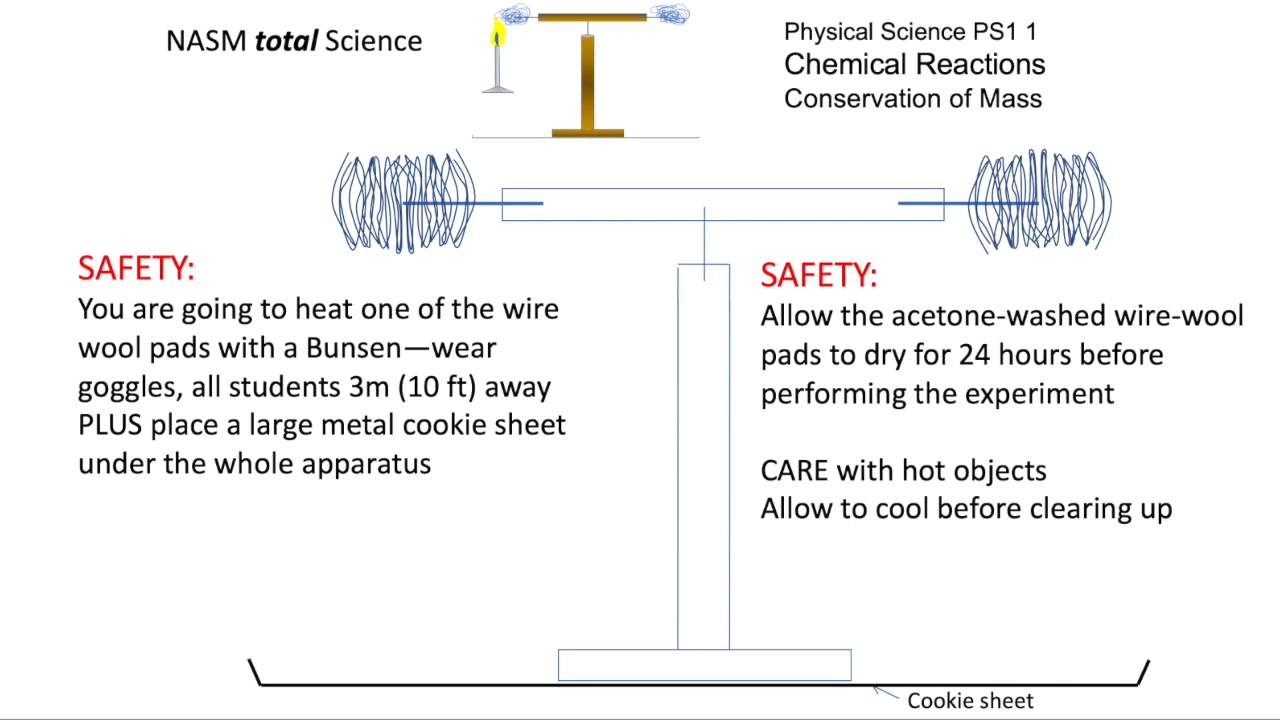 NASM total Science
Physical Science PS1 1
Chemical Reactions
Conservation of Mass
SAFETY:
You are going to heat one of the wire
wool pads with a Bunsen—wear
goggles, all students 3m (10 ft) away
PLUS place a large metal cookie sheet
under the whole apparatus
SAFETY:
Allow the acetone-washed wire-wool
pads to dry for 24 hours before
performing the experiment
CARE with hot objects
Allow to cool before clearing up
Cookie sheet